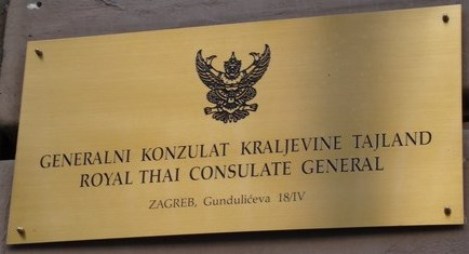 GENERALNI KONZULAT KRALJEVINE TAJLAND
ROYAL THAI CONSULATE GENERAL
ZAGREB, Gundulićeva 18/IV